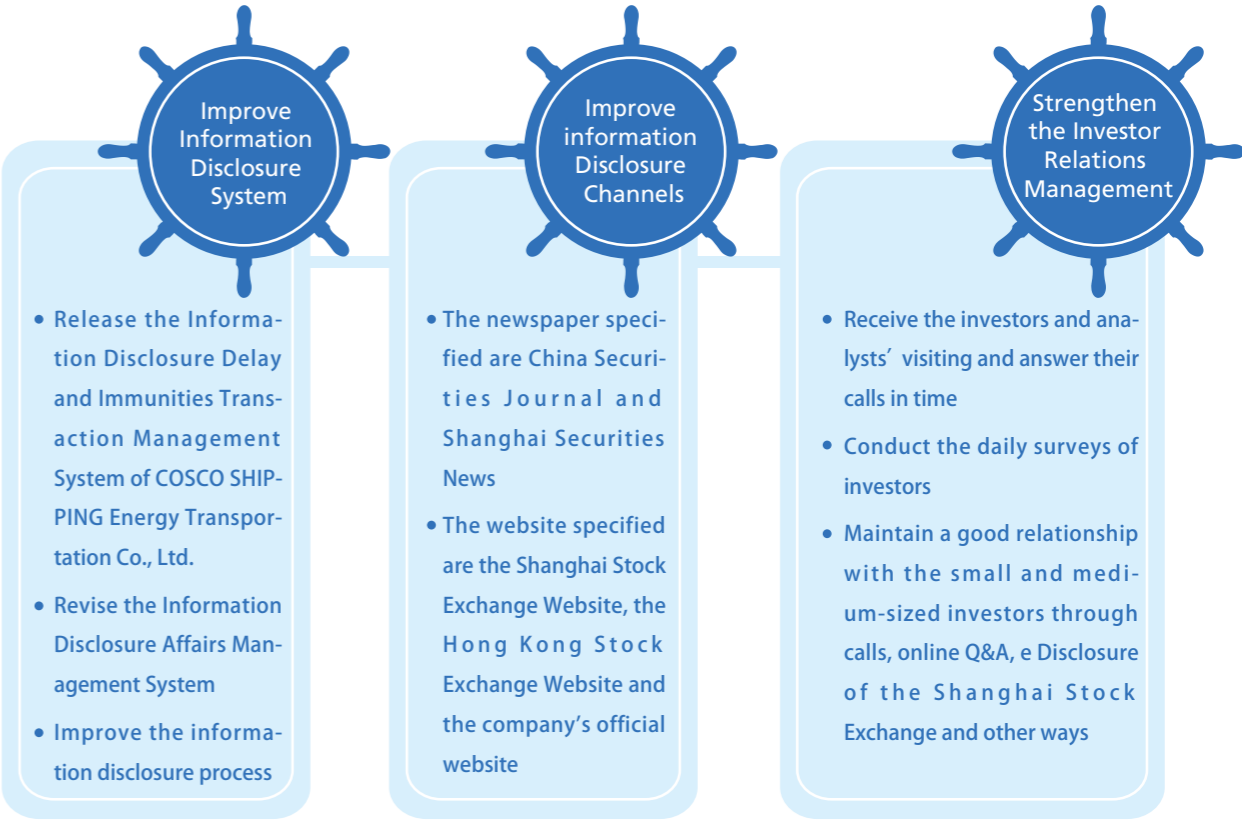 Improve
Information
Disclosure
System
• Release the Informa-
tion Disclosure Delay
and Immunities Trans-
action Management
System of COSCO SHIP-
PING Energy Transpor-
tation Co., Ltd.
• Revise the Information
Disclosure Affairs Man-
agement System
• Improve the informa-
tion disclosure process
Improve
information
Disclosure
Channels
• The newspaper speci-
fied are China Securi-
ties Journal and
Shanghai Securities
News
• The website specified
are the Shanghai Stock
Exchange Website, the
Hong Kong Stock
Exchange Website and
the company's official
website
Strengthen
the Investor
Relations
Management
• Receive the investors and ana-
lysts′ visiting and answer their
calls in time
• Conduct the daily surveys of
investors
• Maintain a good relationship
with the small and medi-
um-sized investors through
calls, online Q&A, e Disclosure
of the Shanghai Stock
Exchange and other ways